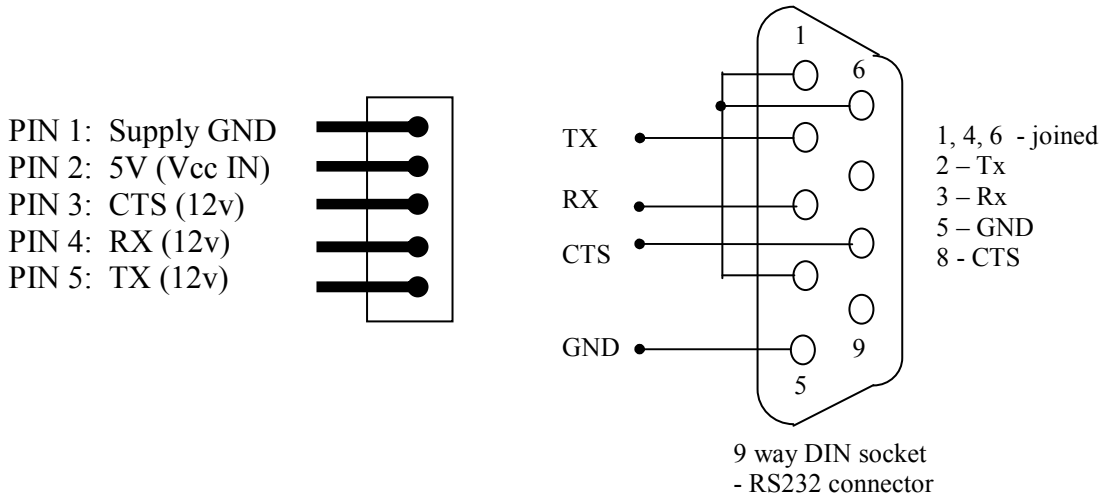 PIN 1: Supply GND
PIN 2: 5V (Vcc IN)
PIN 3: CTS (12v)
PIN 4: RX (12v)
PIN 5: TX (12v)
TX
RX
CTS
GND
1
6
9
5
1, 4, 6 - joined
2 – Tx
3 – Rx
5 – GND
8 - CTS
9 way DIN socket
- RS232 connector